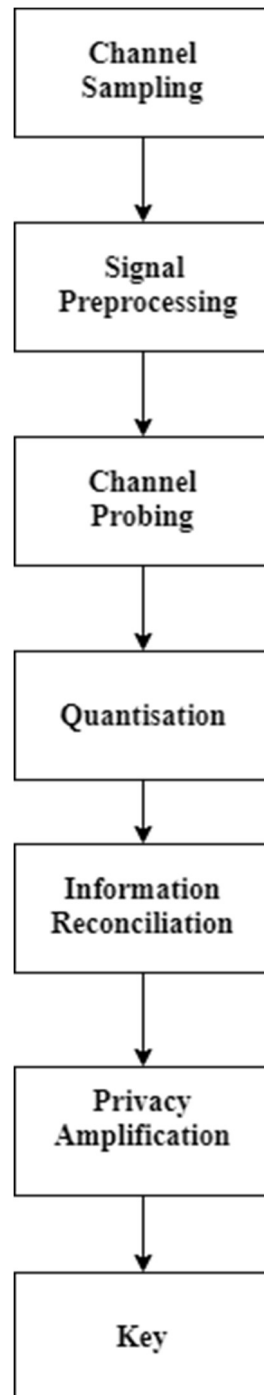 Channel
Sampling
Signal
Preprocessing
Channel
Probing
Quantisation
Information
Reconciliation
Privacy
Amplification
Key